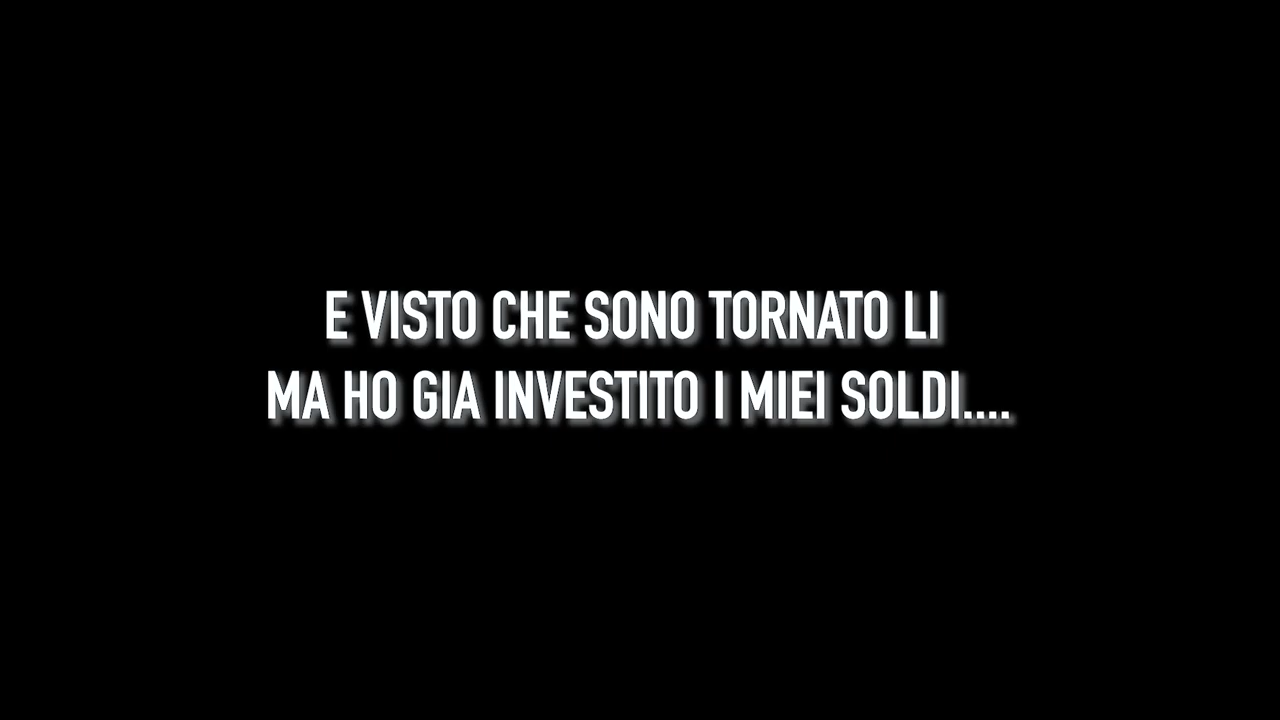 E VISTO CHE SONO TORNATO LI
MA HO GIA INVESTITO I MIEI SOLDI....